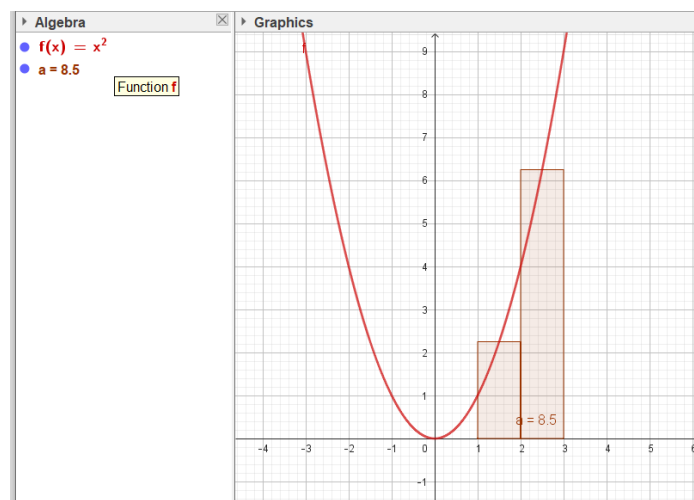 Algebra
f(x) = x²
a = 8.5
Function f
Graphics
f
9
8
7
6
5
4
3
2
1
-1
-4 -3 -2 -1 0 1 2 3 4 5 6
a = 8.5